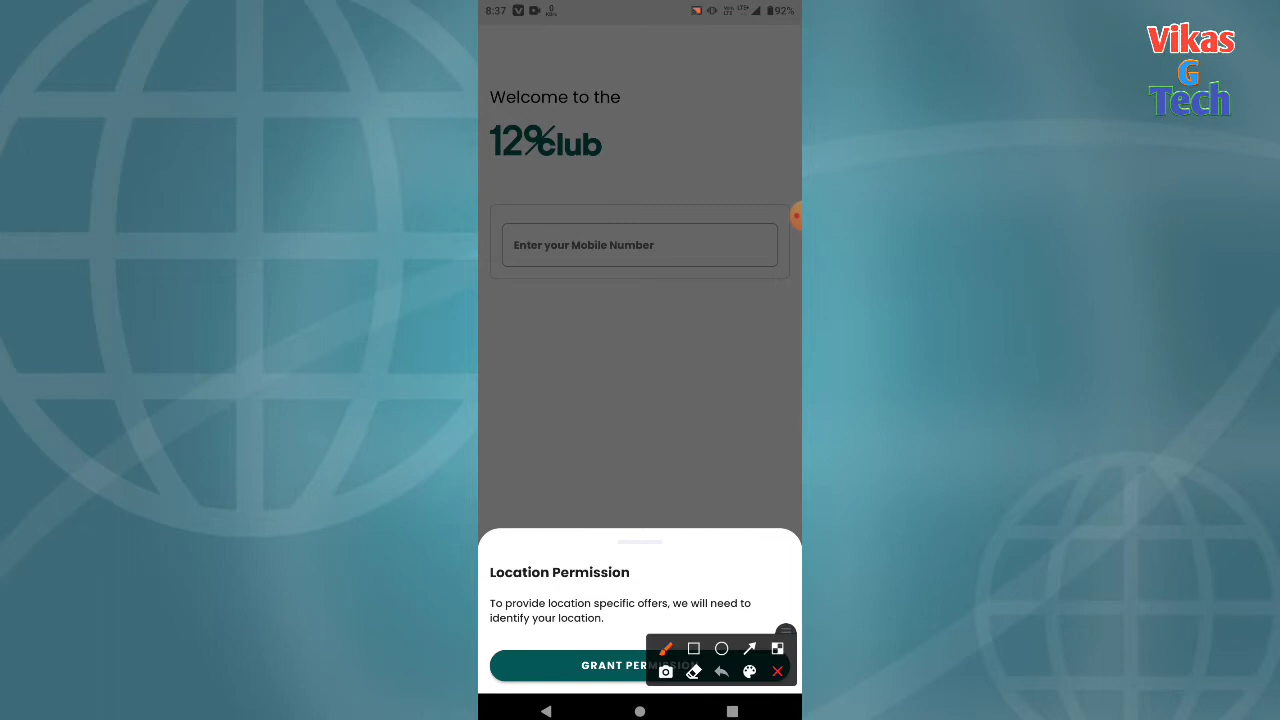 8:37
92%
Vikas
G
Tech
Welcome to the
12% club
Enter your Mobile Number
Location Permission
To provide location specific offers, we will need to
identify your location.
GRANT PERMISSION